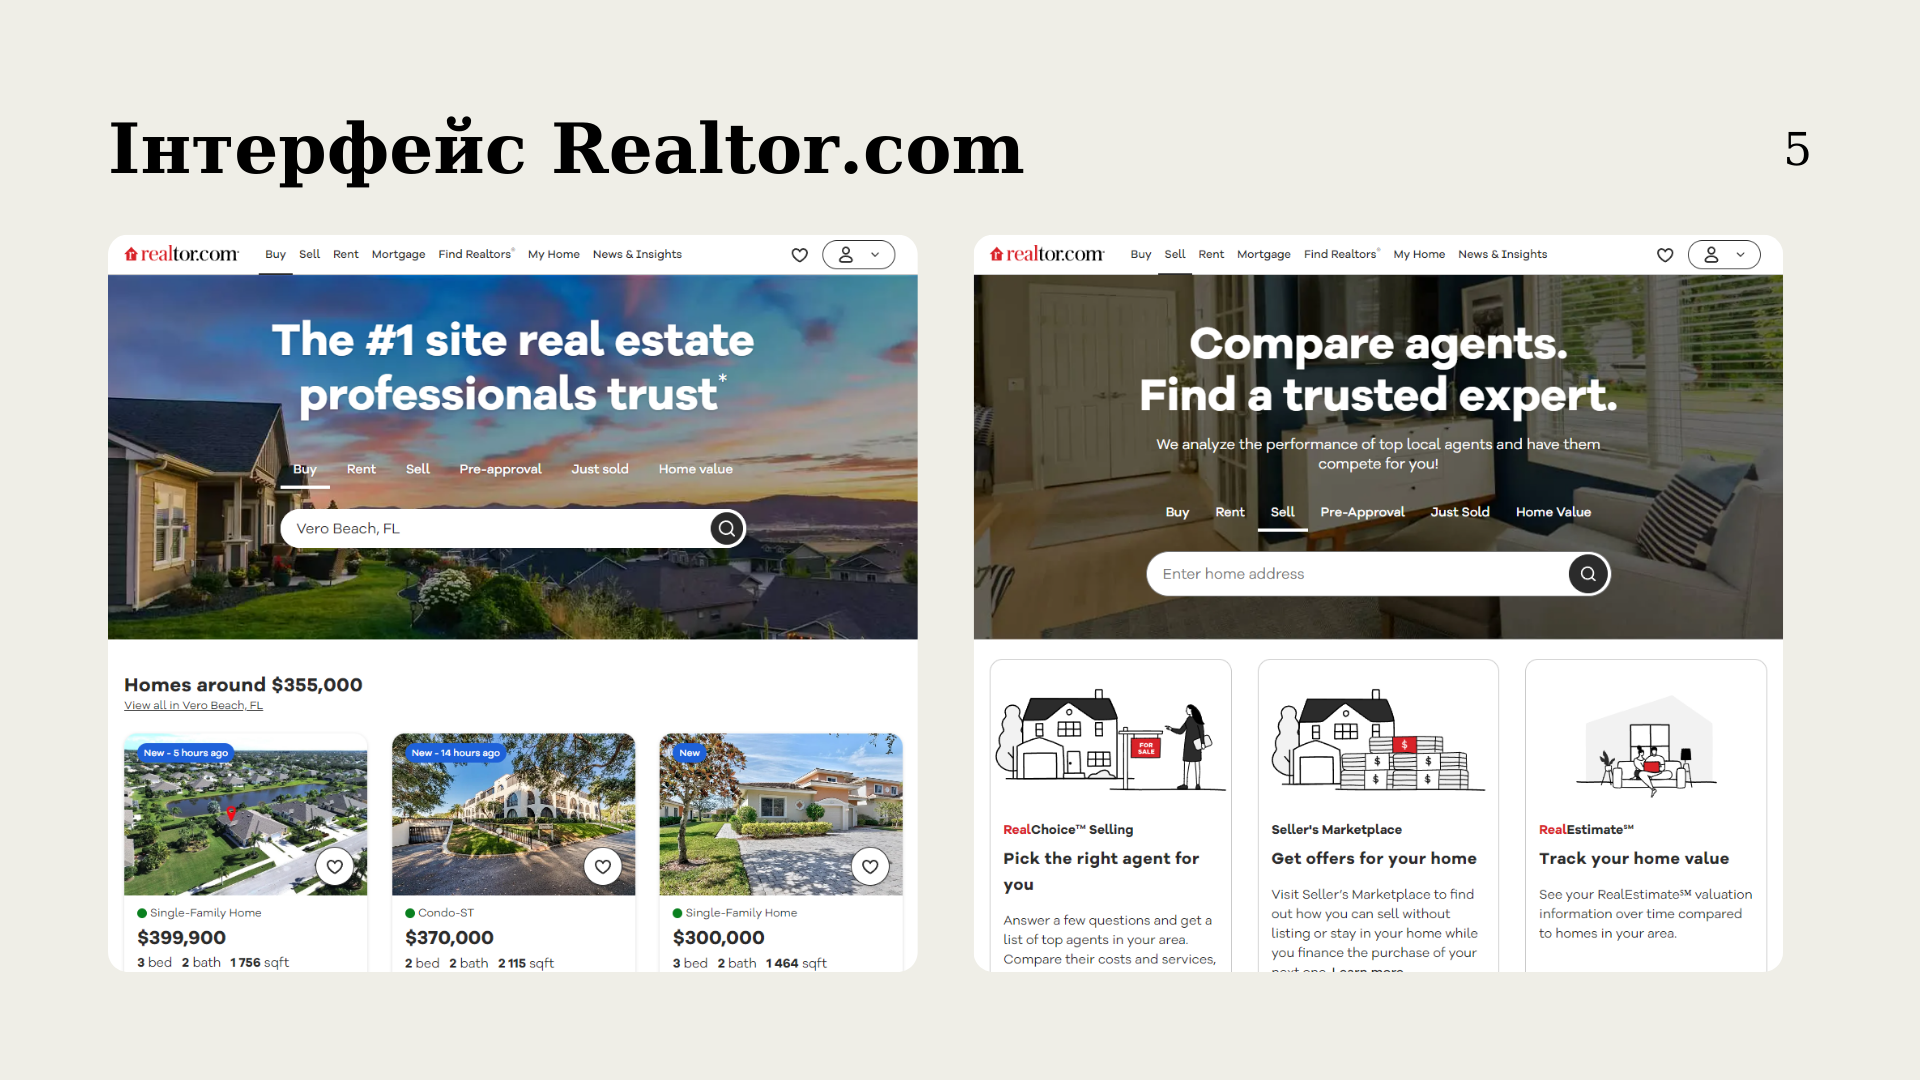 Інтерфейс Realtor.com
5
realtor.com
Buy Sell Rent Mortgage Find Realtors® My Home News & Insights
The #1 site real estate
professionals trust*
Buy Rent Sell Pre-approval Just sold Home value
Vero Beach, FL
Homes around $355,000
View all in Vero Beach, FL
New - 5 hours ago
New - 14 hours ago
New
Single-Family Home
Condo-ST
Single-Family Home
$399,900
$370,000
$300,000
3 bed 2 bath 1 756 sqft
2 bed 2 bath 2 115 sqft
3 bed 2 bath 1 464 sqft
realtor.com
Buy Sell Rent Mortgage Find Realtors® My Home News & Insights
Compare agents.
Find a trusted expert.
We analyze the performance of top local agents and have them
compete for you!
Buy Rent Sell Pre-Approval Just Sold Home Value
Enter home address
FOR
SALE
RealChoice™ Selling
Pick the right agent for
you
Answer a few questions and get a
list of top agents in your area.
Compare their costs and services,
$
$ $
$ $
Seller's Marketplace
Get offers for your home
Visit Seller's Marketplace to find
out how you can sell without
listing or stay in your home while
you finance the purchase of your
next one. Learn more
RealEstimate℠
Track your home value
See your RealEstimate℠ valuation
information over time compared
to homes in your area.